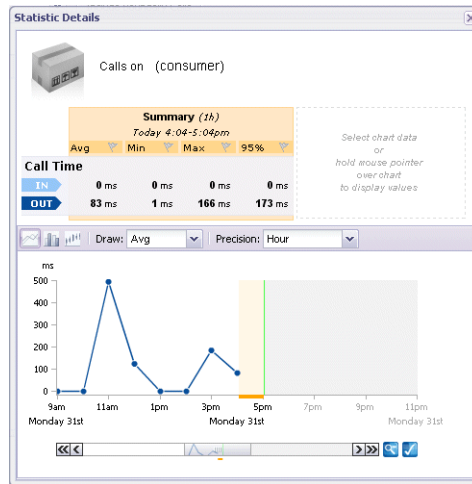 Statistic Details
Calls on (consumer)
Summary (1h)
Today 4:04-5:04pm
Avg Min Max 95%
Call Time
IN 0 ms 0 ms 0 ms 0 ms
OUT 83 ms 1 ms 166 ms 173 ms
Select chart data
or
hold mouse pointer
over chart
to display values
Draw: Avg Precision: Hour
ms
500
400
300
200
100
0
9am 11am 1pm 3pm 5pm 7pm 9pm 11pm
Monday 31st Monday 31st Monday 31st